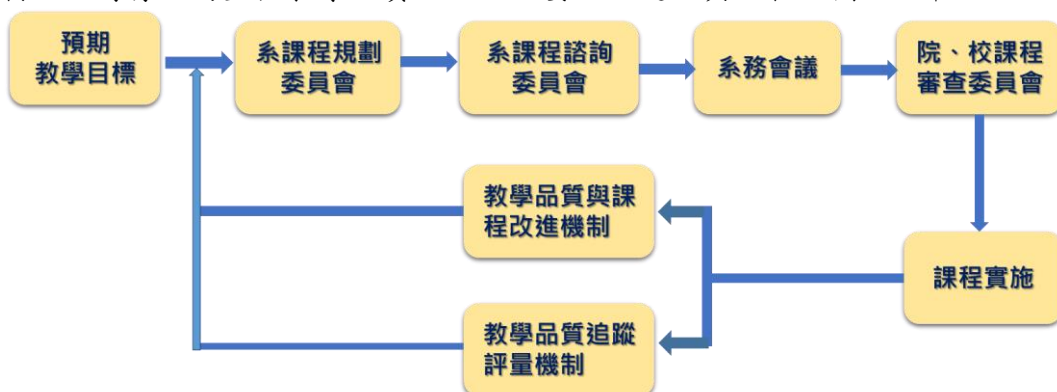 預期
教學目標
系課程規劃
委員會
系課程諮詢
委員會
系務會議
院、校課程
審查委員會
教學品質與課
程改進機制
課程實施
教學品質追蹤
評量機制